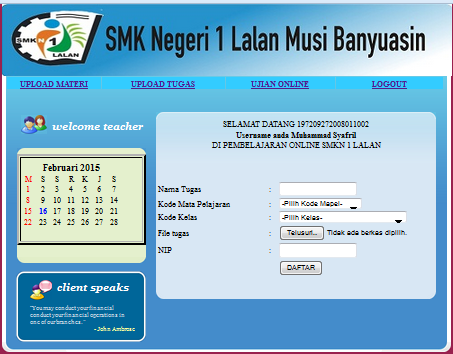 SMKN 1
LALAN
SMK Negeri 1 Lalan Musi Banyuasin
UPLOAD MATERI
UPLOAD TUGAS
UJIAN ONLINE
LOGOUT
welcome teacher
Februari 2015
M S S R K J S
1 2 3 4 5 6 7
8 9 10 11 12 13 14
15 16 17 18 19 20 21
22 23 24 25 26 27 28
client speaks
"You may conduct your financial
conduct your financial operations in
one of our branches."
- John Ambrose
SELAMAT DATANG 197209272008011002
Username anda Muhammad Syafril
DI PEMBELAJARAN ONLINE SMKN 1 LALAN
Nama Tugas :
Kode Mata Pelajaran : -Pilih Kode Mapel-
Kode Kelas : -Pilih Kelas-
File tugas : Telusuri... Tidak ada berkas dipilih.
NIP :
DAFTAR